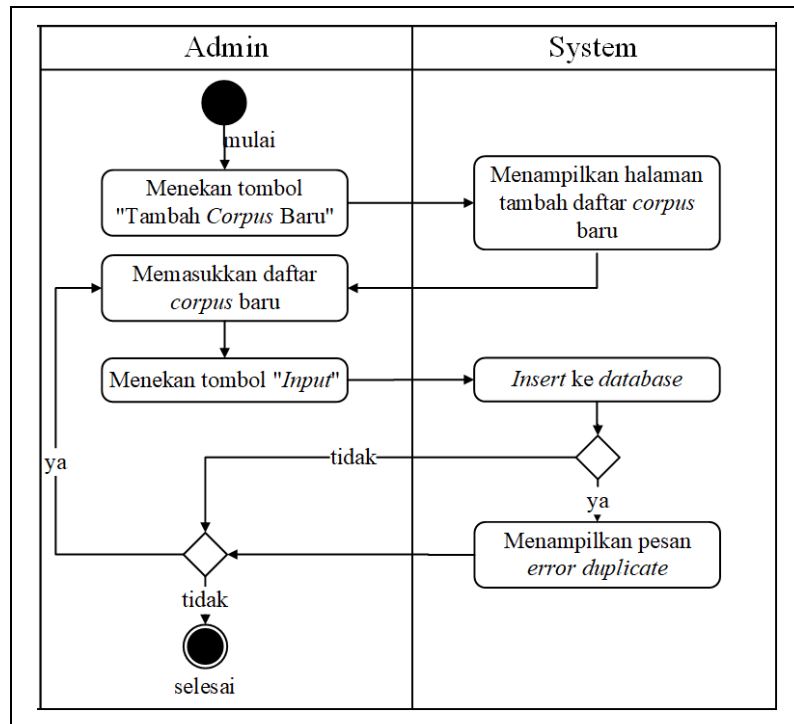 Admin
System
mulai
Menekan tombol
"Tambah Corpus Baru"
Menampilkan halaman
tambah daftar corpus
baru
Memasukkan daftar
corpus baru
Menekan tombol "Input"
Insert ke database
tidak
ya
ya
Menampilkan pesan
error duplicate
tidak
selesai